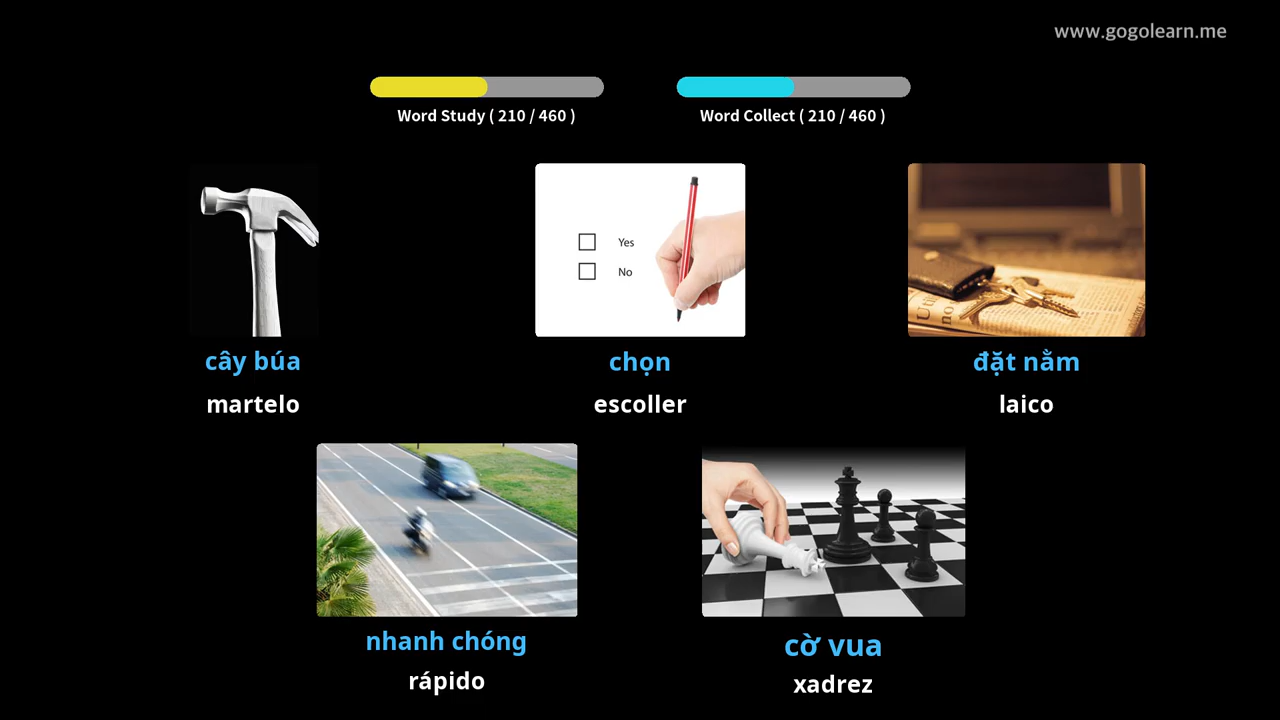 www.gogolearn.me
Word Study ( 210 / 460 )
Word Collect ( 210 / 460 )
Yes
No
cây búa
chọn
đặt nằm
martelo
escoller
laico
nhanh chóng
cờ vua
rápido
xadrez